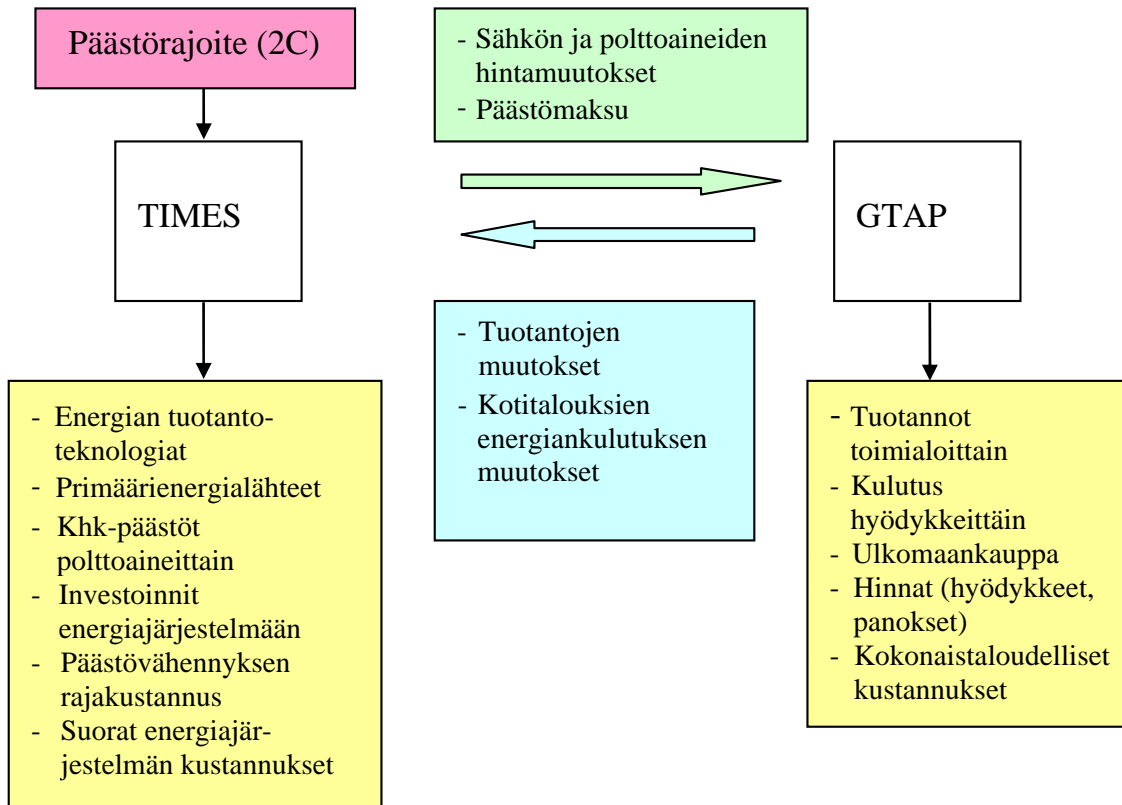 Päästörajoite (2C)
- Sähkön ja polttoaineiden
hintamuutokset
- Päästömaksu
TIMES
GTAP
- Tuotantojen
muutokset
- Kotitalouksien
energiankulutuksen
muutokset
- Energian tuotanto-
teknologiat
- Primäärienergialähteet
- Khk-päästöt
polttoaineittain
- Investoinnit
energiajärjestelmään
- Päästövähennyksen
rajakustannus
- Suorat energiajär-
jestelmän kustannukset
- Tuotannot
toimialoittain
- Kulutus
hyödykkeittäin
- Ulkomaankauppa
- Hinnat (hyödykkeet,
panokset)
- Kokonaistaloudelliset
kustannukset